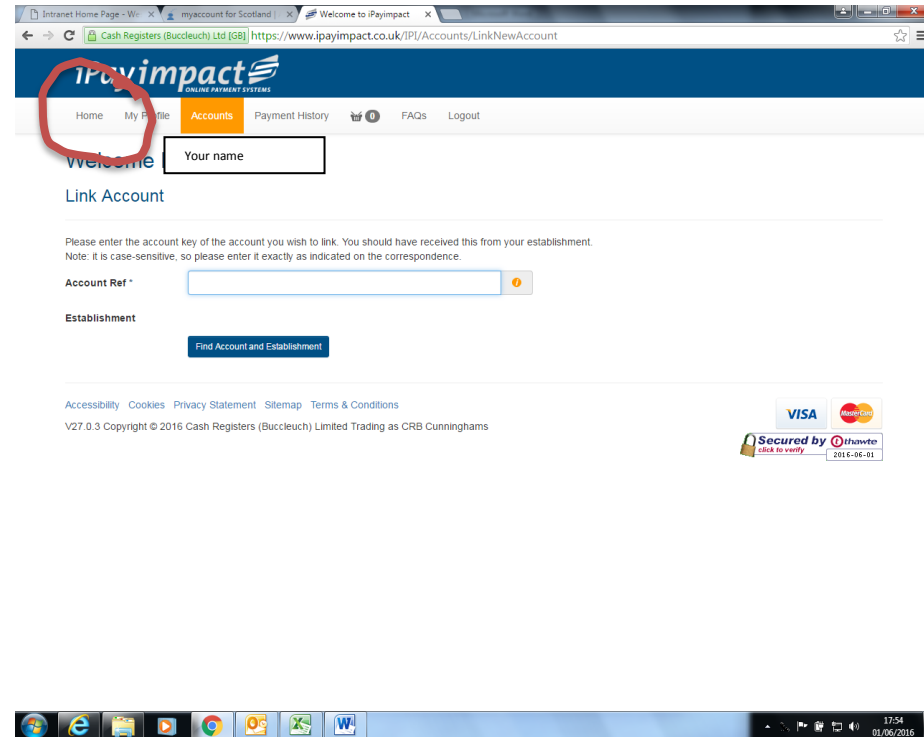 Intranet Home Page - We
myaccount for Scotland |
Welcome to iPayimpact
Cash Registers (Buccleuch) Ltd [GB] https://www.ipayimpact.co.uk/IPI/Accounts/LinkNewAccount
iPayimpact
ONLINE PAYMENT SYSTEMS
Home My Profile Accounts Payment History 0 FAQs Logout
Welcome
Your name
Link Account
Please enter the account key of the account you wish to link. You should have received this from your establishment.
Note: it is case-sensitive, so please enter it exactly as indicated on the correspondence.
Account Ref *
Establishment
Find Account and Establishment
Accessibility Cookies Privacy Statement Sitemap Terms & Conditions
V27.0.3 Copyright © 2016 Cash Registers (Buccleuch) Limited Trading as CRB Cunninghams
VISA MasterCard
Secured by thawte
click to verify 2016-06-01
17:54
01/06/2016